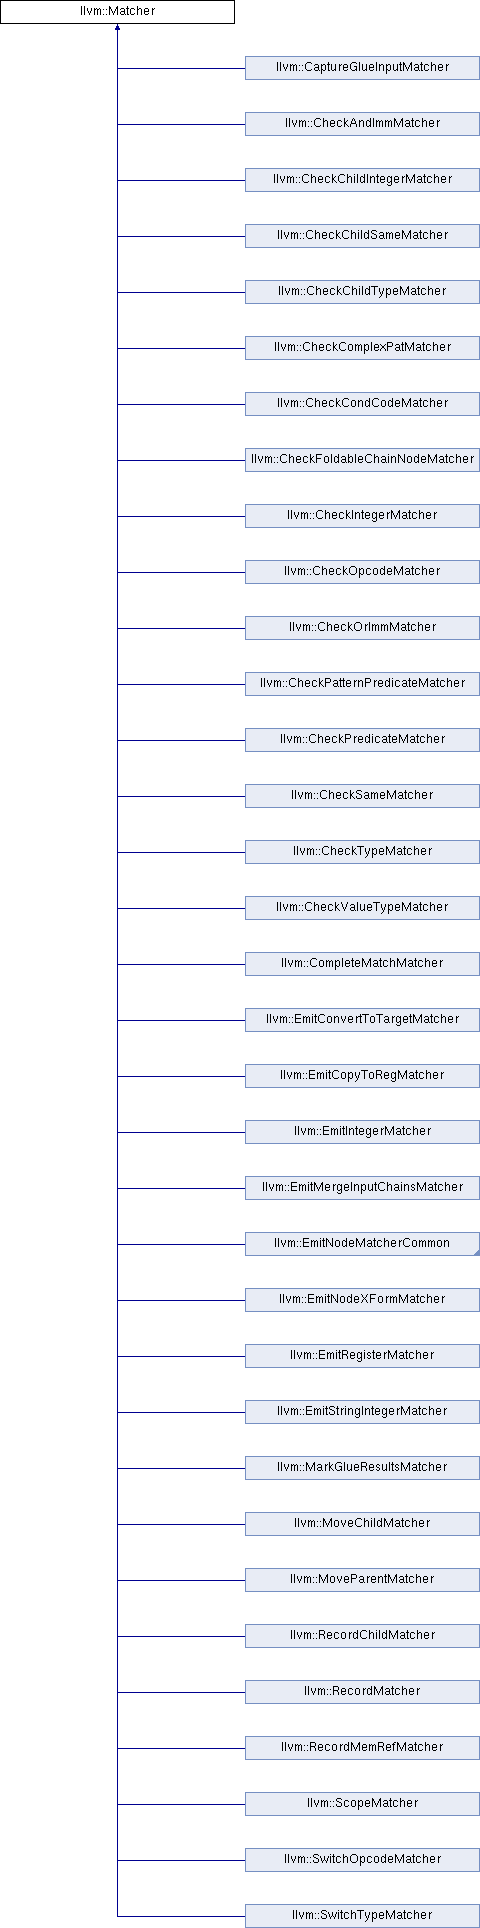 llvm::Matcher
llvm::CaptureGlueInputMatcher
llvm::CheckAndImmMatcher
llvm::CheckChildIntegerMatcher
llvm::CheckChildSameMatcher
llvm::CheckChildTypeMatcher
llvm::CheckComplexPatMatcher
llvm::CheckCondCodeMatcher
llvm::CheckFoldableChainNodeMatcher
llvm::CheckIntegerMatcher
llvm::CheckOpcodeMatcher
llvm::CheckOrImmMatcher
llvm::CheckPatternPredicateMatcher
llvm::CheckPredicateMatcher
llvm::CheckSameMatcher
llvm::CheckTypeMatcher
llvm::CheckValueTypeMatcher
llvm::CompleteMatchMatcher
llvm::EmitConvertToTargetMatcher
llvm::EmitCopyToRegMatcher
llvm::EmitIntegerMatcher
llvm::EmitMergeInputChainsMatcher
llvm::EmitNodeMatcherCommon
llvm::EmitNodeXFormMatcher
llvm::EmitRegisterMatcher
llvm::EmitStringIntegerMatcher
llvm::MarkGlueResultsMatcher
llvm::MoveChildMatcher
llvm::MoveParentMatcher
llvm::RecordChildMatcher
llvm::RecordMatcher
llvm::RecordMemRefMatcher
llvm::ScopeMatcher
llvm::SwitchOpcodeMatcher
llvm::SwitchTypeMatcher